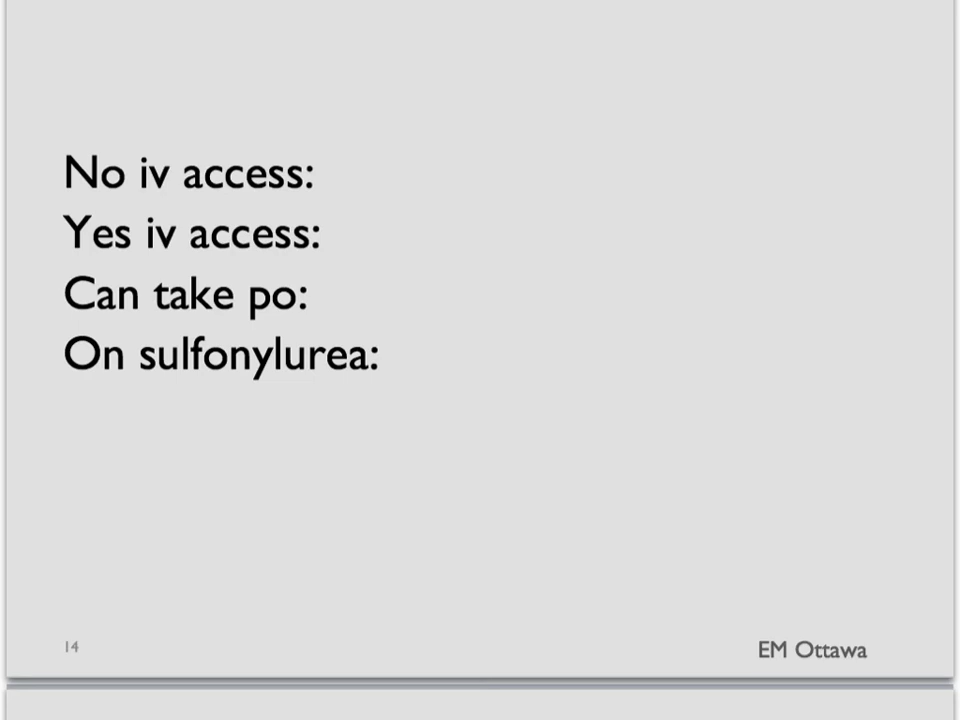 No iv access:
Yes iv access:
Can take po:
On sulfonylurea:
14
EM Ottawa